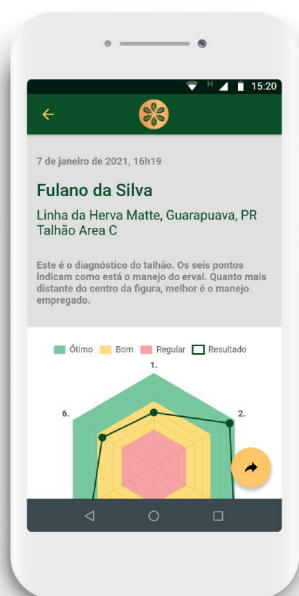 H 15:20
7 de janeiro de 2021, 16h19
Fulano da Silva
Linha da Herva Matte, Guarapuava, PR
Talhão Area C
Este é o diagnóstico do talhão. Os seis pontos
indicam como está o manejo do erval. Quanto mais
distante do centro da figura, melhor é o manejo
empregado.
Ótimo Bom Regular Resultado
1.
6. 2.